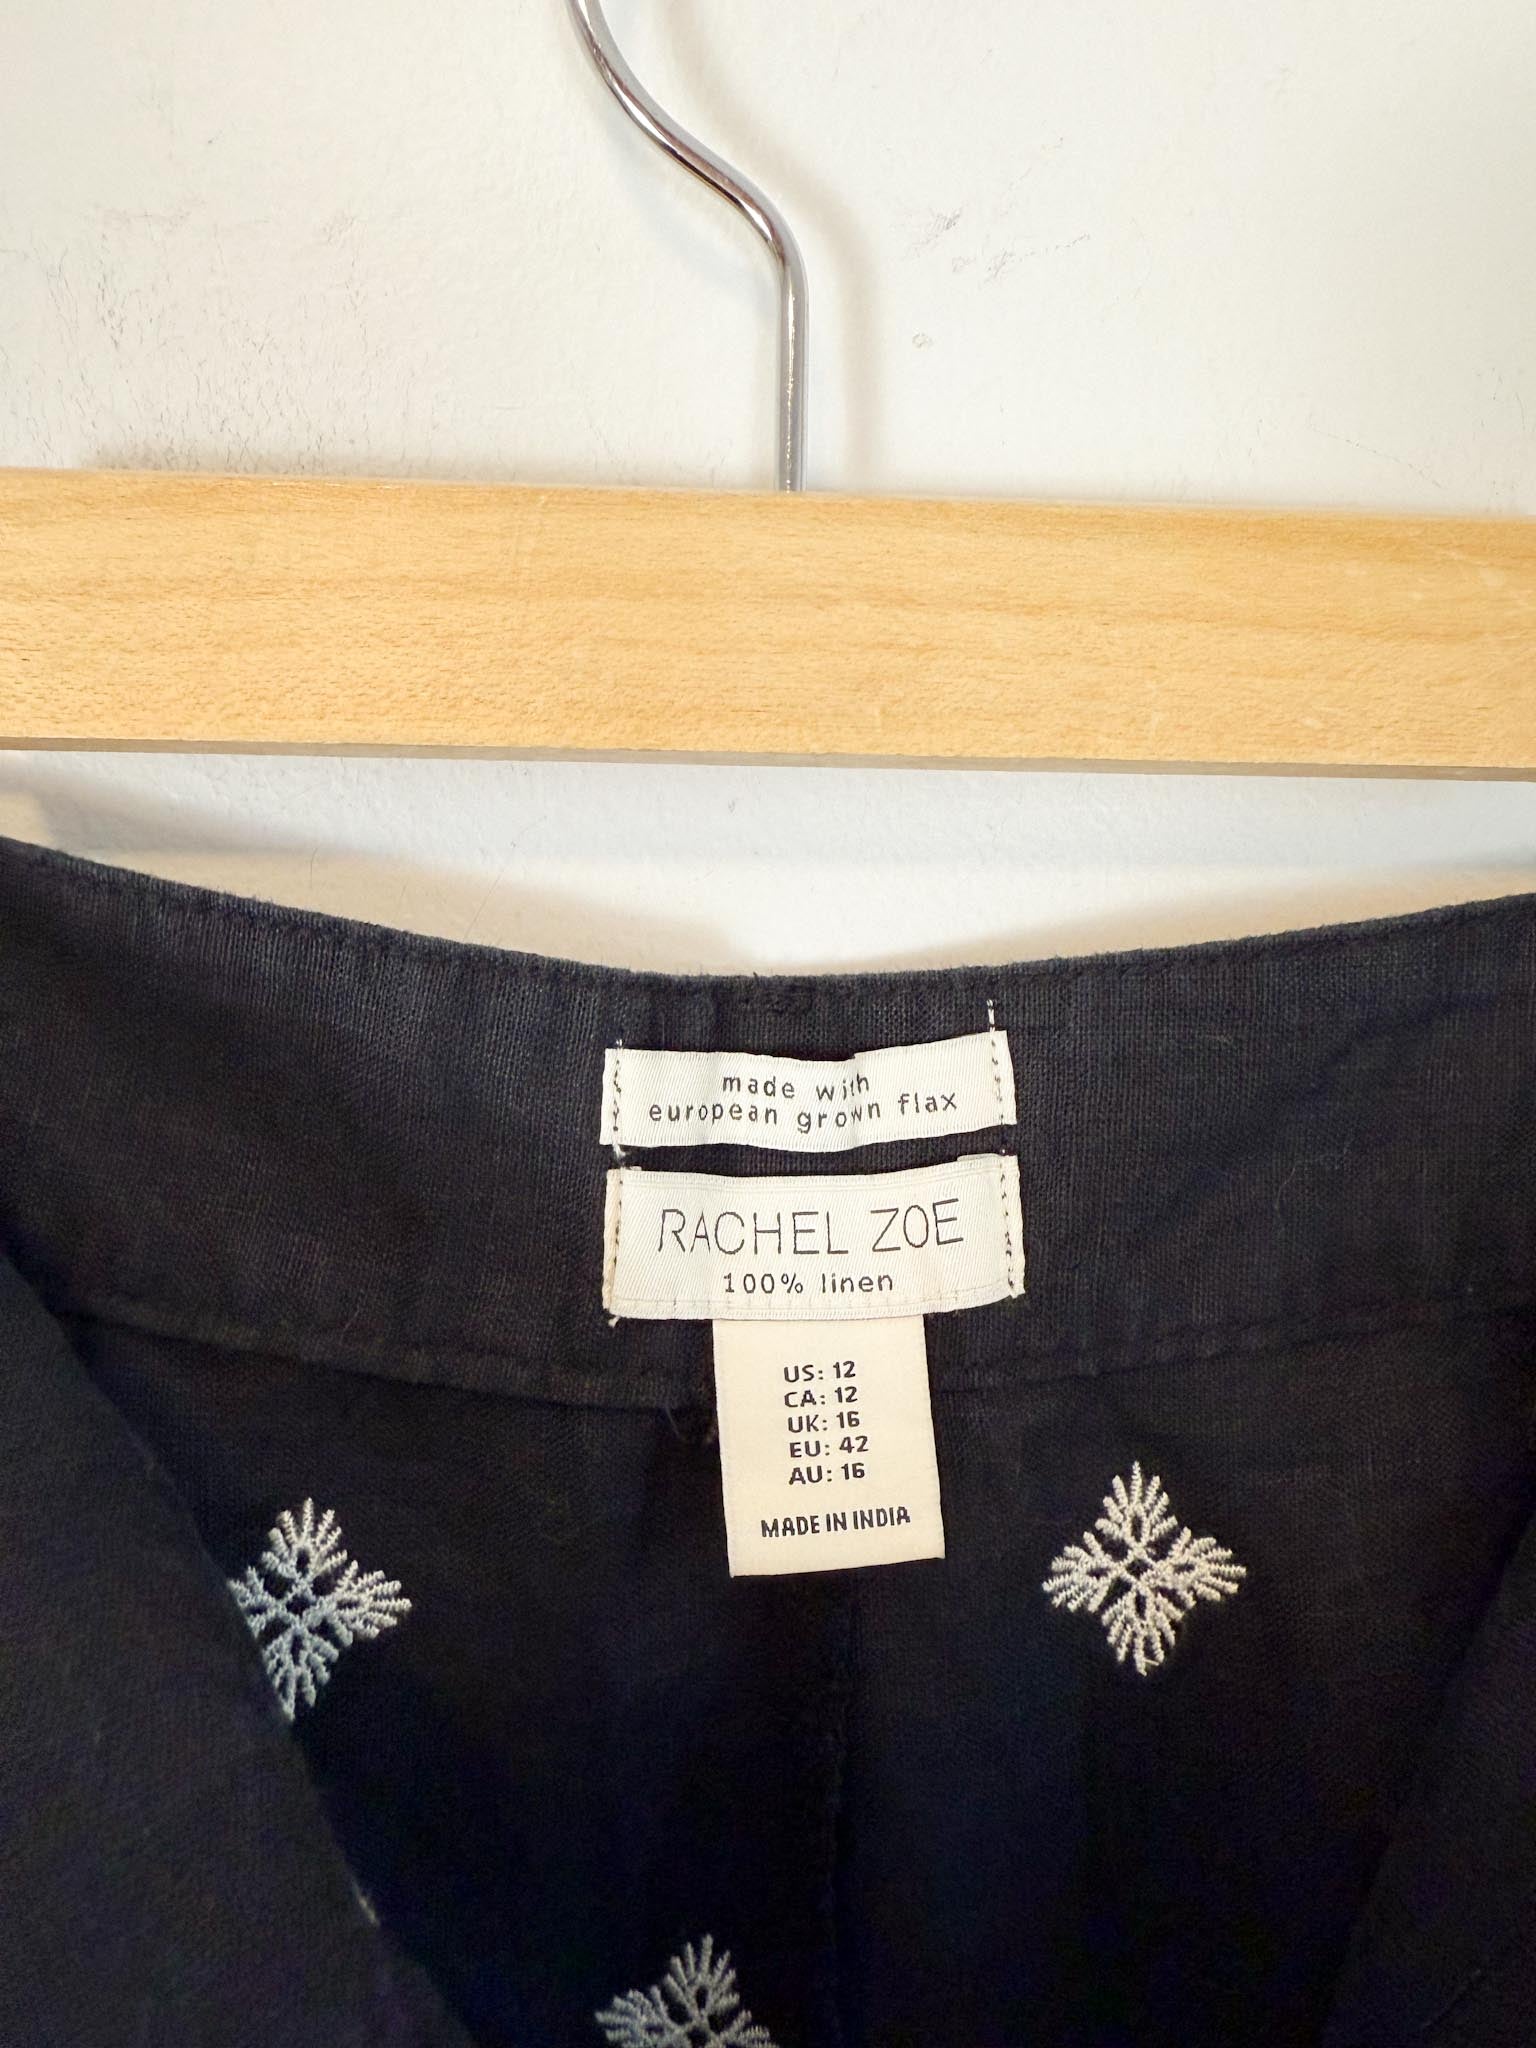 made with
european grown flax
RACHEL ZOE
100% linen
US: 12
CA: 12
UK: 16
EU: 42
AU: 16
MADE IN INDIA